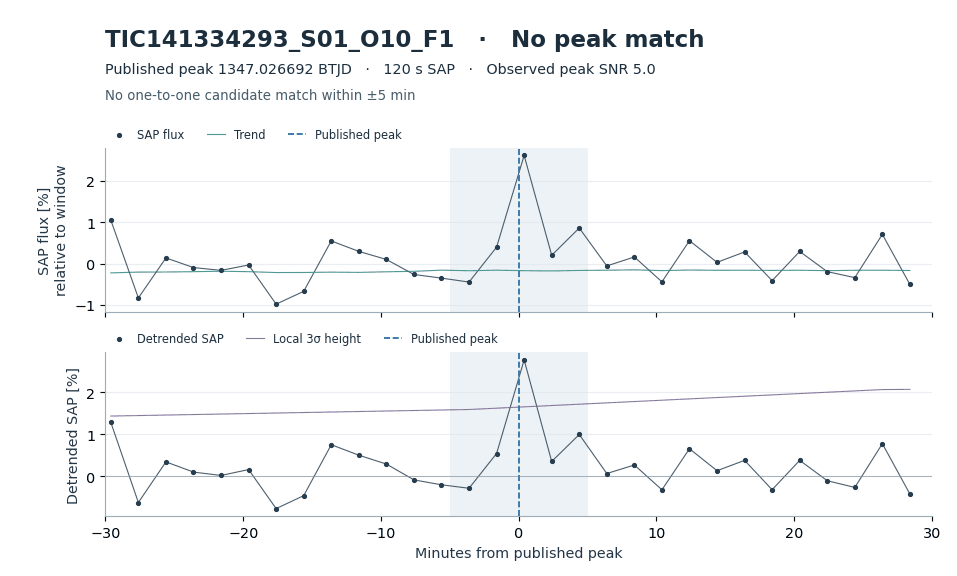 TIC141334293_S01_O10_F1 · No peak match
Published peak 1347.026692 BTJD · 120 s SAP · Observed peak SNR 5.0
No one-to-one candidate match within ±5 min
SAP flux Trend Published peak
SAP flux [%]
relative to window
2
1
0
−1
Detrended SAP Local 3σ height Published peak
Detrended SAP [%]
2
1
0
−30 −20 −10 0 10 20 30
Minutes from published peak